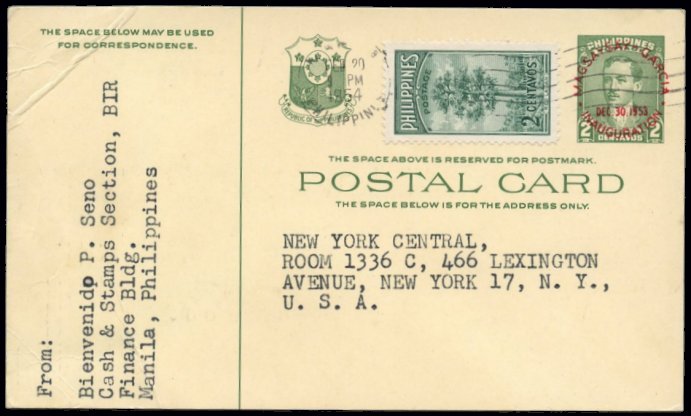 THE SPACE BELOW MAY BE USED
FOR CORRESPONDENCE.
From:
Bienvenido P. Seno
Cash & Stamps Section, BIR
Finance Bldg.
Manila, Philippines
20
PM
1954
PHILIPPINES
POSTAGE
2 CENTAVOS
PHILIPPINES
MAGSAYSAY-GARCIA
DEC 30, 1953
INAUGURATION
2 CENTAVOS 2
THE SPACE ABOVE IS RESERVED FOR POSTMARK.
POSTAL CARD
THE SPACE BELOW IS FOR THE ADDRESS ONLY.
NEW YORK CENTRAL,
ROOM 1336 C, 466 LEXINGTON
AVENUE, NEW YORK 17, N. Y.,
U. S. A.